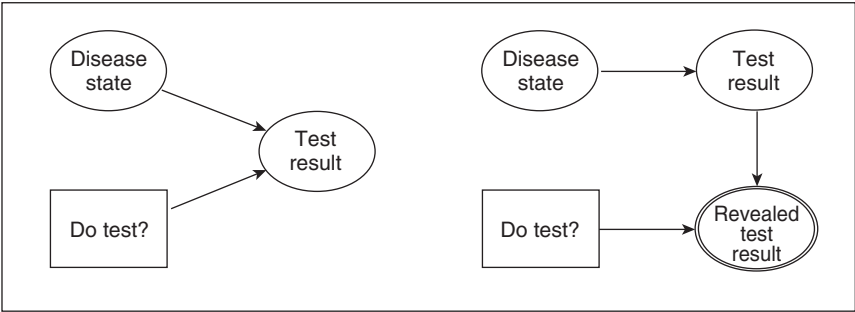 Disease
state
Test
result
Do test?
Disease
state
Test
result
Do test?
Revealed
test
result